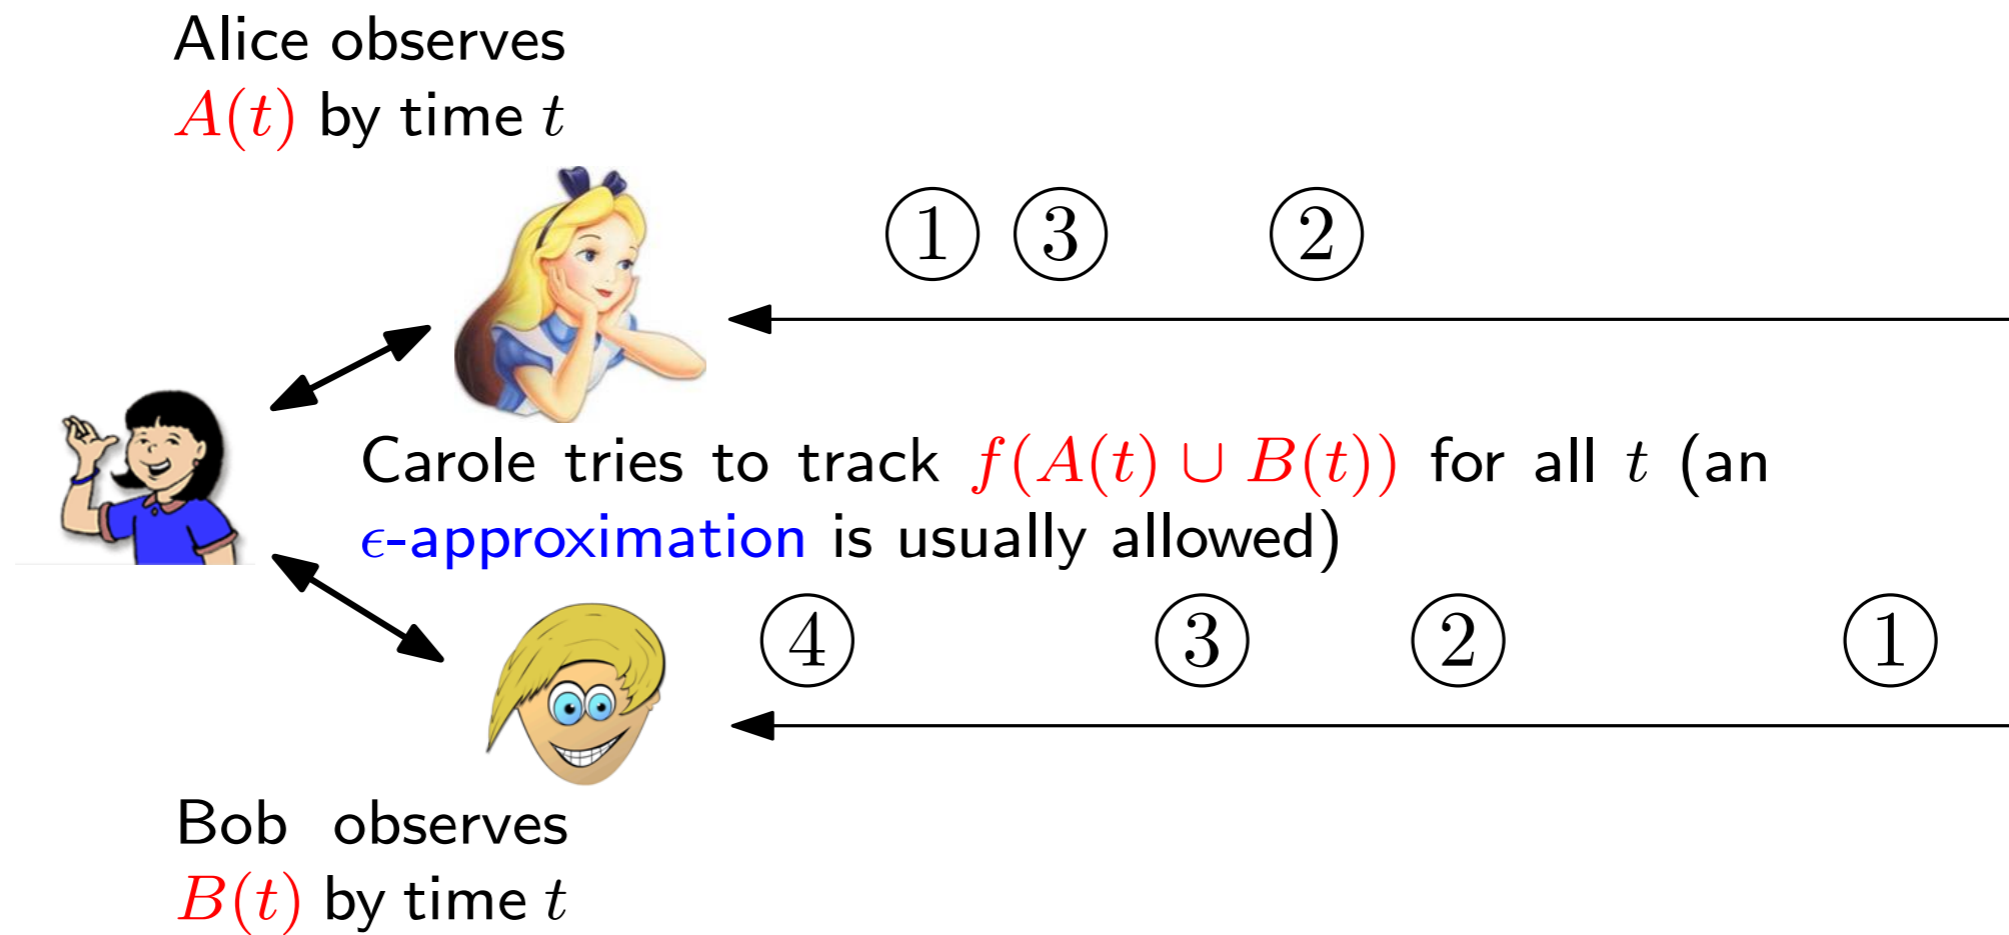 Alice observes
A(t) by time t
1 3 2
Carole tries to track f(A(t) ∪ B(t)) for all t (an
ϵ-approximation is usually allowed)
4 3 2 1
Bob observes
B(t) by time t